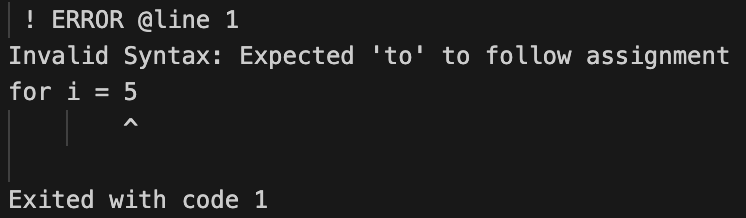 ! ERROR @line 1
Invalid Syntax: Expected 'to' to follow assignment
for i = 5
^
Exited with code 1